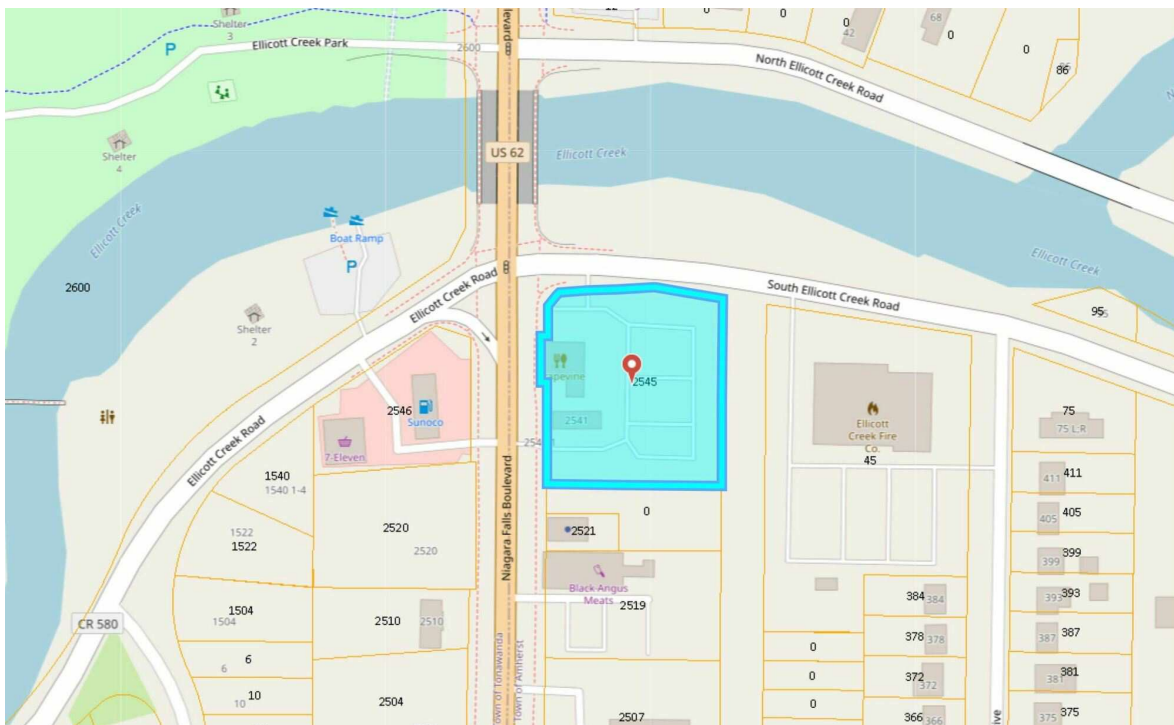 Shelter
3
Ellicott Creek Park
2600
8
0
0
0
42
68
0
0
86
North Ellicott Creek Road
Shelter
4
US 62
Ellicott Creek
Ellicott Creek
Boat Ramp
Ellicott Creek
2600
Shelter
2
Ellicott Creek Road
8
South Ellicott Creek Road
95
2545
2546
Sunoco
2541
7-Eleven
Ellicott
Creek Fire
Co.
45
75
75 L:R
Ellicott Creek Road
1540
1540 1-4
411
411
1522
1522
2520
2520
0
2521
405
405
Niagara Falls Boulevard
Black Angus
Meats
2519
399
399
384
384
393
393
1504
1504
2510
2510
378
378
387
387
CR 580
0
6
6
372
372
381
0
10
10
2504
Town of Tonawanda
Town of Amherst
2507
366
366
375
375